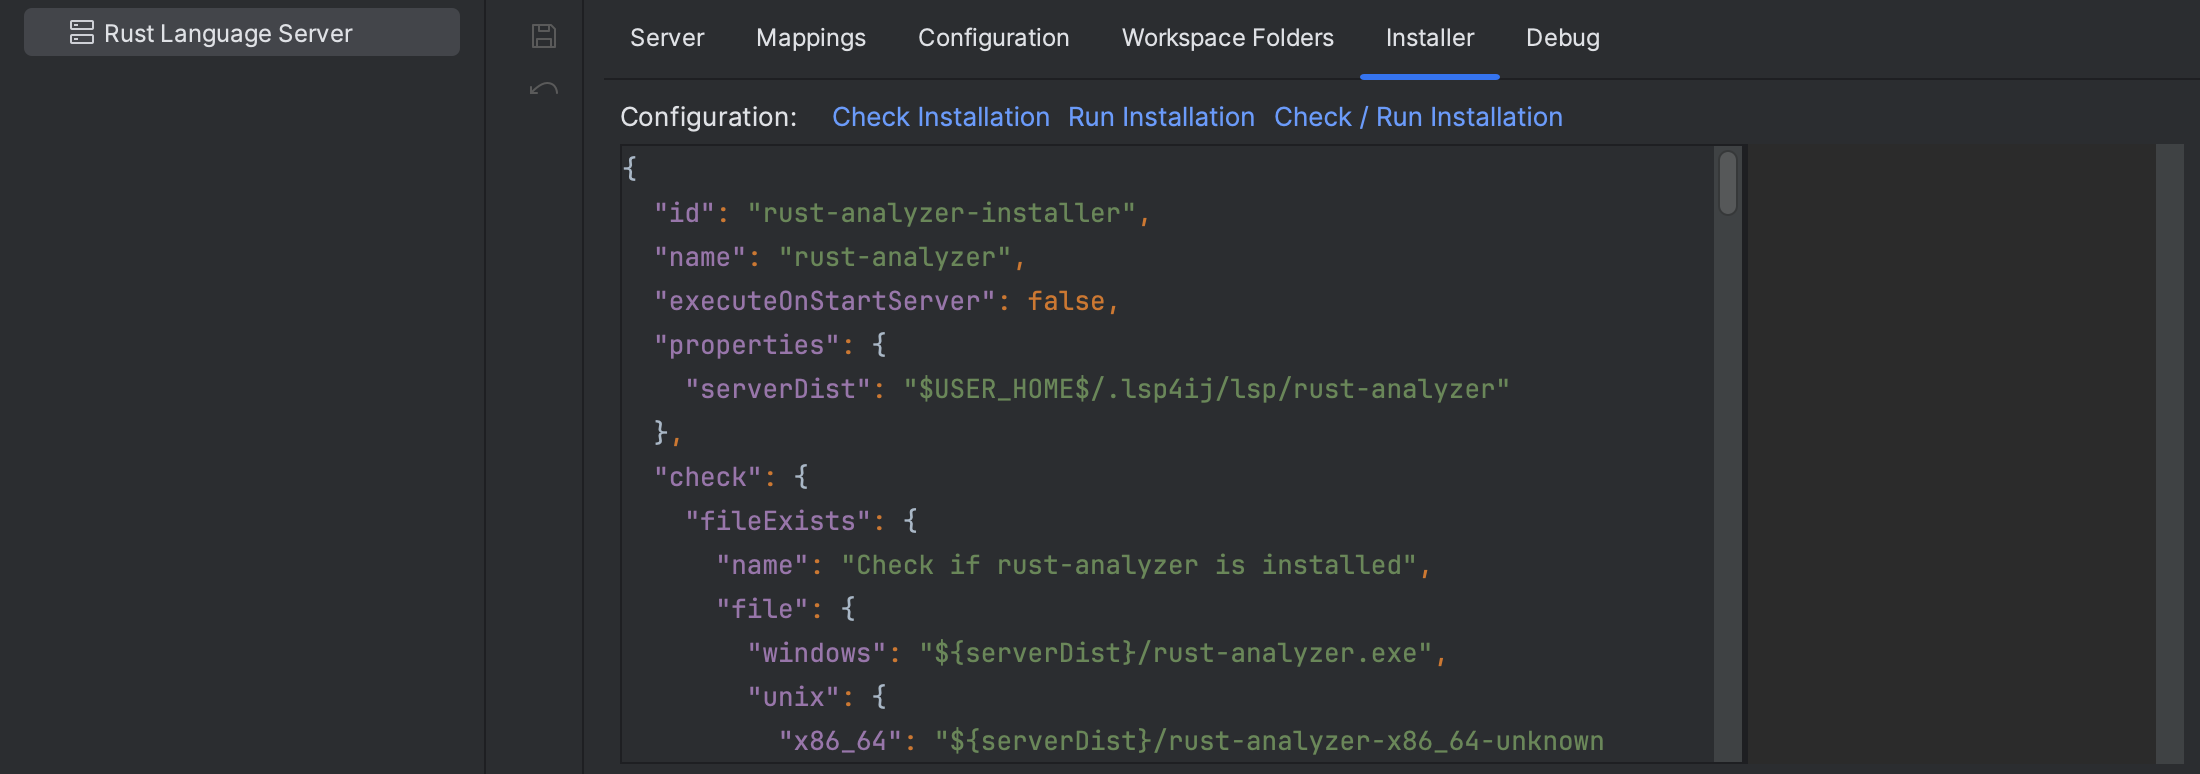 Rust Language Server
Server Mappings Configuration Workspace Folders Installer Debug
Configuration: Check Installation Run Installation Check / Run Installation
{
  "id": "rust-analyzer-installer",
  "name": "rust-analyzer",
  "executeOnStartServer": false,
  "properties": {
    "serverDist": "$USER_HOME$/.lsp4ij/lsp/rust-analyzer"
  },
  "check": {
    "fileExists": {
      "name": "Check if rust-analyzer is installed",
      "file": {
        "windows": "${serverDist}/rust-analyzer.exe",
        "unix": {
          "x86_64": "${serverDist}/rust-analyzer-x86_64-unknown